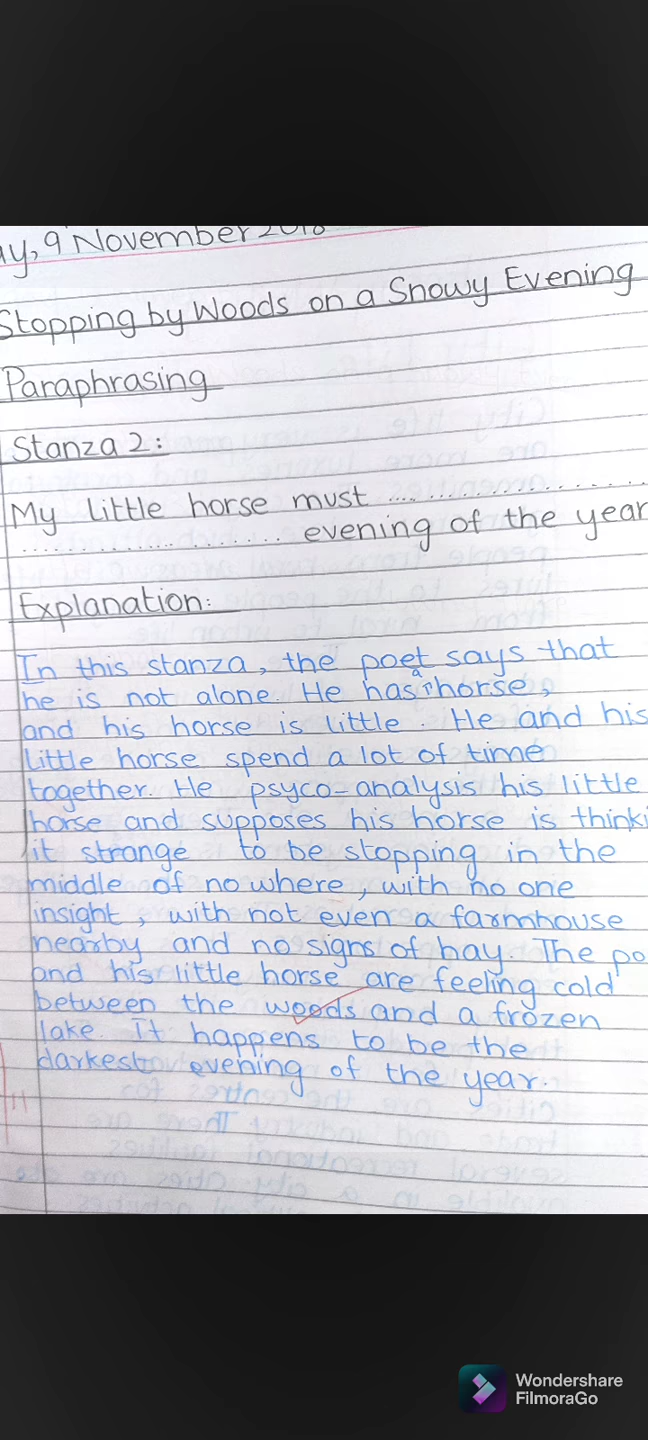 ay, 9 November 2018
Stopping by Woods on a Snowy Evening
Paraphrasing
Stanza 2:
My little horse must ........................
........................ evening of the year
Explanation:
In this stanza, the poet says that
he is not alone. He has a horse,
and his horse is little. He and his
little horse spend a lot of time
together. He psyco-analysis his little
horse and supposes his horse is thinki
it strange to be stopping in the
middle of no where, with no one
insight, with not even a farmhouse
nearby and no signs of hay. The po
and his little horse are feeling cold
between the woods and a frozen
lake. It happens to be the
darkest evening of the year.
Wondershare
FilmoraGo